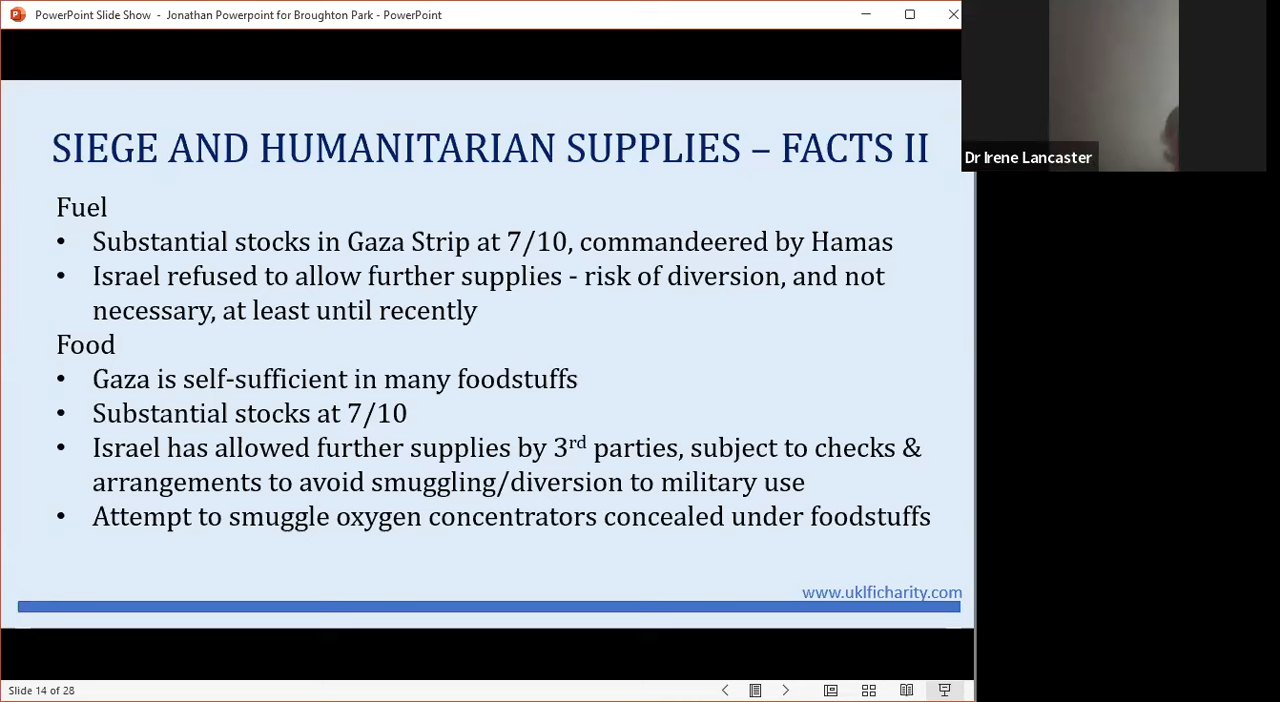 PowerPoint Slide Show - Jonathan Powerpoint for Broughton Park - PowerPoint
Dr Irene Lancaster
SIEGE AND HUMANITARIAN SUPPLIES – FACTS II
Fuel
• Substantial stocks in Gaza Strip at 7/10, commandeered by Hamas
• Israel refused to allow further supplies - risk of diversion, and not
necessary, at least until recently
Food
• Gaza is self-sufficient in many foodstuffs
• Substantial stocks at 7/10
• Israel has allowed further supplies by 3rd parties, subject to checks &
arrangements to avoid smuggling/diversion to military use
• Attempt to smuggle oxygen concentrators concealed under foodstuffs
www.uklficharity.com
Slide 14 of 28